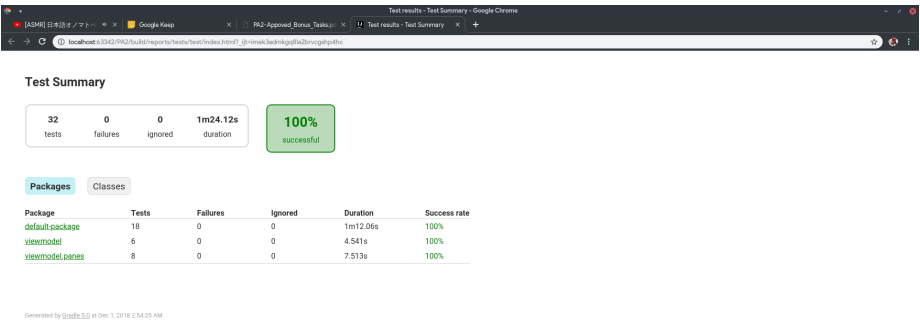 Test results - Test Summary - Google Chrome
[ASMR] 日本語オノマトペ
Google Keep
PA2-Appoved_Bonus_Tasks.pd
Test results - Test Summary
localhost:63342/PA2/build/reports/tests/test/index.html?_ijt=imek3admkgq8la2brvcgshp4hc
Test Summary
32 0 0 1m24.12s
tests failures ignored duration
100%
successful
Packages Classes
Package Tests Failures Ignored Duration Success rate
default-package 18 0 0 1m12.06s 100%
viewmodel 6 0 0 4.541s 100%
viewmodel.panes 8 0 0 7.513s 100%
Generated by Gradle 5.0 at Dec 1, 2018 2:54:25 AM